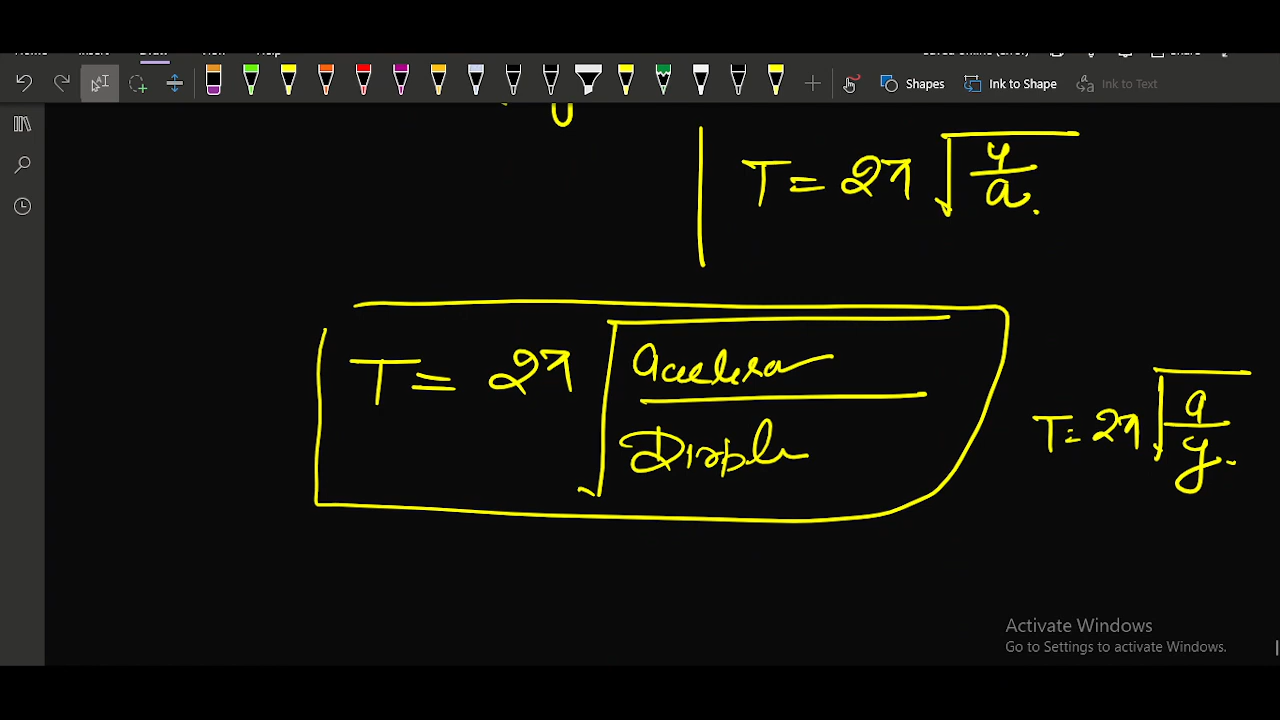 Shapes
Ink to Shape
Ink to Text
T = 2π √(y/a).
T = 2π √(accelera / Displa)
T = 2π √(a/y).
Activate Windows
Go to Settings to activate Windows.